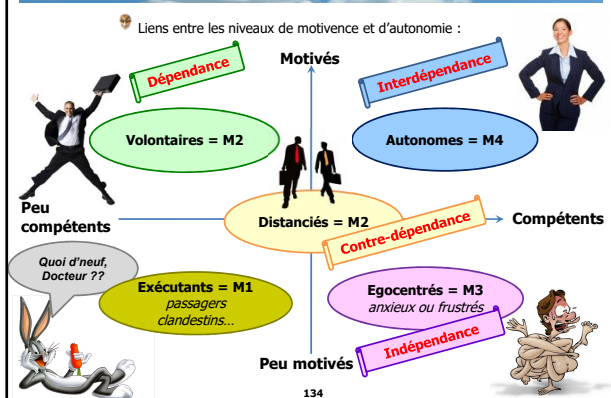 Liens entre les niveaux de motivence et d'autonomie :
Motivés
Dépendance
Interdépendance
Volontaires = M2
Autonomes = M4
Peu
compétents
Distanciés = M2
Compétents
Contre-dépendance
Quoi d'neuf,
Docteur ??
Exécutants = M1
passagers
clandestins...
Egocentrés = M3
anxieux ou frustrés
Indépendance
Peu motivés
134